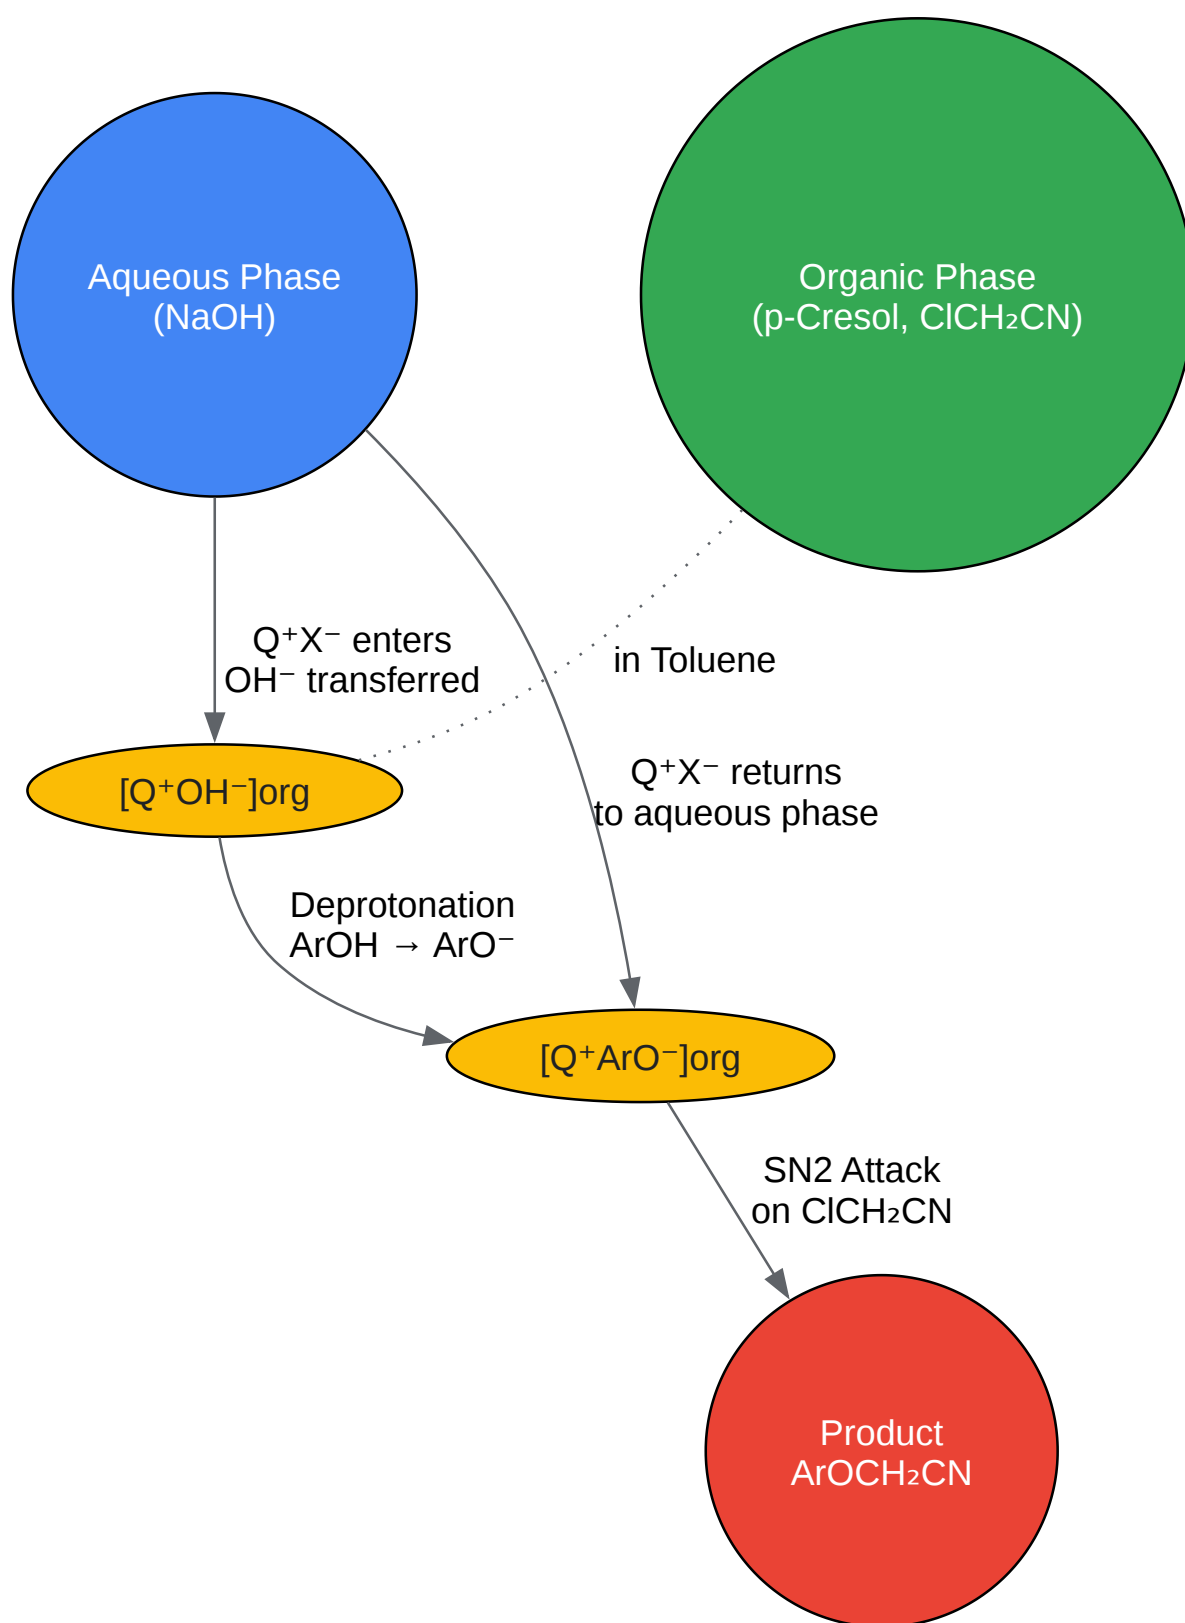 Aqueous Phase
(NaOH)
Organic Phase
(p-Cresol, ClCH₂CN)
Q⁺X⁻ enters
OH⁻ transferred
in Toluene
[Q⁺OH⁻]org
Q⁺X⁻ returns
to aqueous phase
Deprotonation
ArOH → ArO⁻
[Q⁺ArO⁻]org
SN2 Attack
on ClCH₂CN
Product
ArOCH₂CN